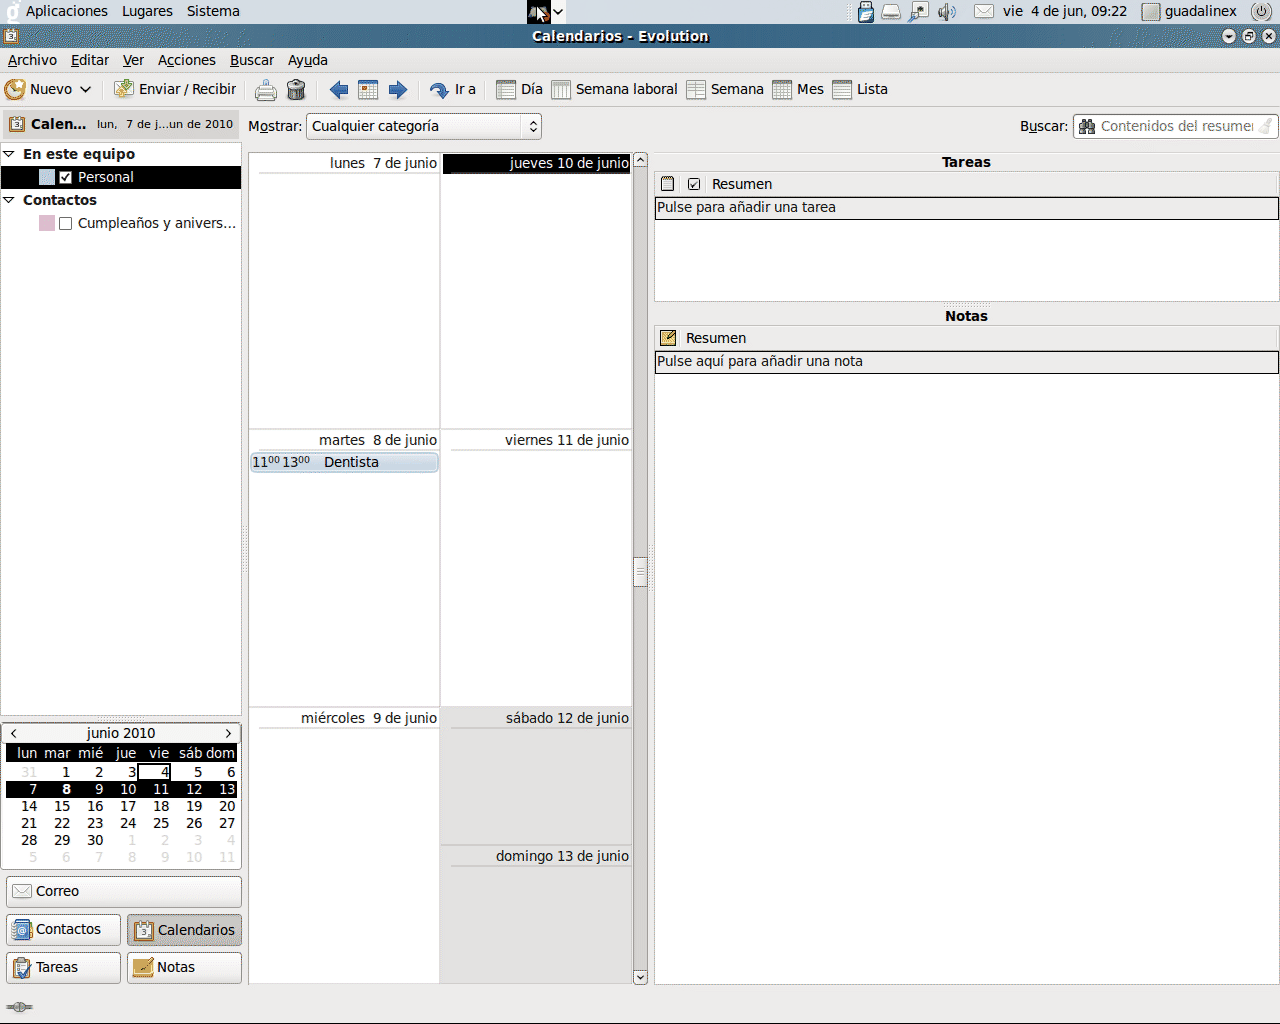 Aplicaciones Lugares Sistema vie 4 de jun, 09:22 guadalinex
Calendarios - Evolution
Archivo Editar Ver Acciones Buscar Ayuda
Nuevo Enviar / Recibir Ir a Día Semana laboral Semana Mes Lista
Calen... lun, 7 de j...un de 2010 Mostrar: Cualquier categoría Buscar: Contenidos del resumen
En este equipo
Personal
Contactos
Cumpleaños y anivers...
junio 2010
lun mar mié jue vie sáb dom
31 1 2 3 4 5 6
7 8 9 10 11 12 13
14 15 16 17 18 19 20
21 22 23 24 25 26 27
28 29 30 1 2 3 4
5 6 7 8 9 10 11
Correo
Contactos Calendarios
Tareas Notas
lunes 7 de junio
martes 8 de junio
11⁰⁰ 13⁰⁰ Dentista
miércoles 9 de junio
jueves 10 de junio
viernes 11 de junio
sábado 12 de junio
domingo 13 de junio
Tareas
Resumen
Pulse para añadir una tarea
Notas
Resumen
Pulse aquí para añadir una nota